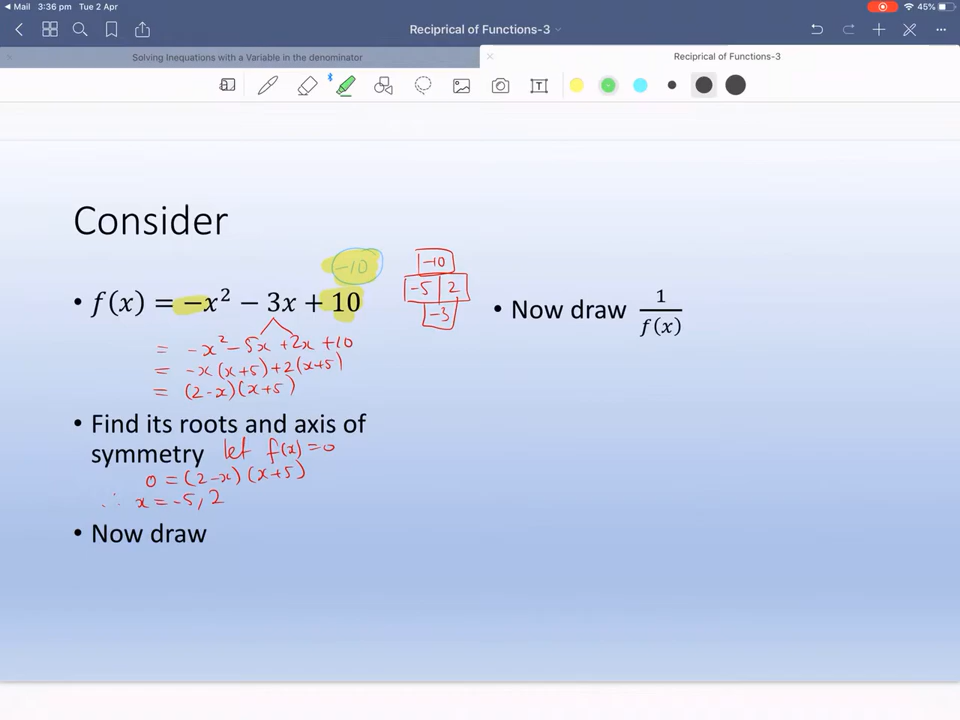 Mail 3:36 pm Tue 2 Apr 45%
Reciprical of Functions-3
Solving Inequations with a Variable in the denominator
Reciprical of Functions-3
T
Consider
-10
• f(x) = −x² − 3x + 10
= -x² - 5x + 2x + 10
= -x(x+5) + 2(x+5)
= (2-x)(x+5)
-10
-5 2
-3
• Find its roots and axis of
symmetry let f(x) = 0
0 = (2-x)(x+5)
∴ x = -5, 2
• Now draw
• Now draw 1/f(x)